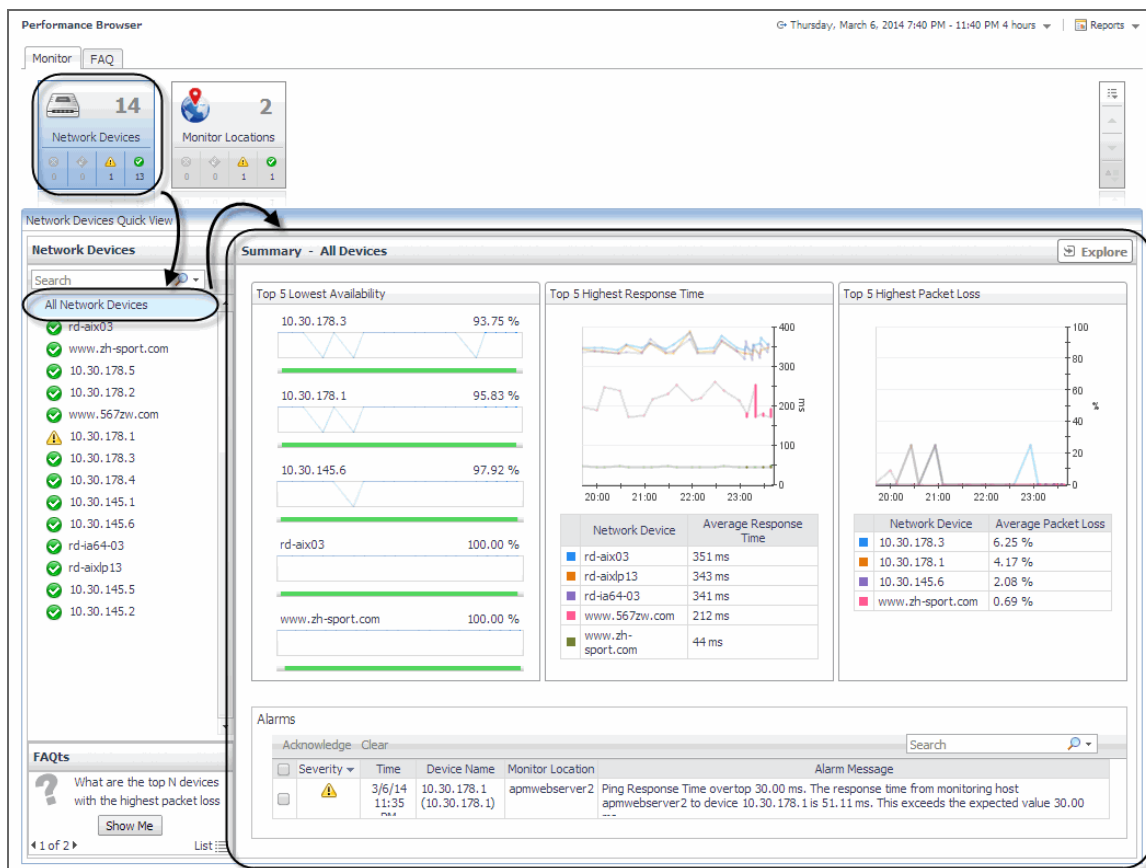 Performance Browser
Thursday, March 6, 2014 7:40 PM - 11:40 PM 4 hours
Reports
Monitor
FAQ
14
Network Devices
0 0 1 13
2
Monitor Locations
0 0 1 1
Network Devices Quick View
Network Devices
Search
All Network Devices
rd-aix03
www.zh-sport.com
10.30.178.5
10.30.178.2
www.567zw.com
10.30.178.1
10.30.178.3
10.30.178.4
10.30.145.1
10.30.145.6
rd-ia64-03
rd-aixlp13
10.30.145.5
10.30.145.2
FAQts
What are the top N devices
with the highest packet loss
Show Me
1 of 2
List
Summary - All Devices
Explore
Top 5 Lowest Availability
10.30.178.3 93.75 %
10.30.178.1 95.83 %
10.30.145.6 97.92 %
rd-aix03 100.00 %
www.zh-sport.com 100.00 %
Top 5 Highest Response Time
400
300
200
100
0
ms
20:00 21:00 22:00 23:00
Network Device Average Response
Time
rd-aix03 351 ms
rd-aixlp13 343 ms
rd-ia64-03 341 ms
www.567zw.com 212 ms
www.zh-
sport.com 44 ms
Top 5 Highest Packet Loss
100
80
60
40
20
0
%
20:00 21:00 22:00 23:00
Network Device Average Packet Loss
10.30.178.3 6.25 %
10.30.178.1 4.17 %
10.30.145.6 2.08 %
www.zh-sport.com 0.69 %
Alarms
Acknowledge Clear
Search
Severity Time Device Name Monitor Location Alarm Message
3/6/14 10.30.178.1 apmwebserver2 Ping Response Time overtop 30.00 ms. The response time from monitoring host
11:35 (10.30.178.1) apmwebserver2 to device 10.30.178.1 is 51.11 ms. This exceeds the expected value 30.00
PM